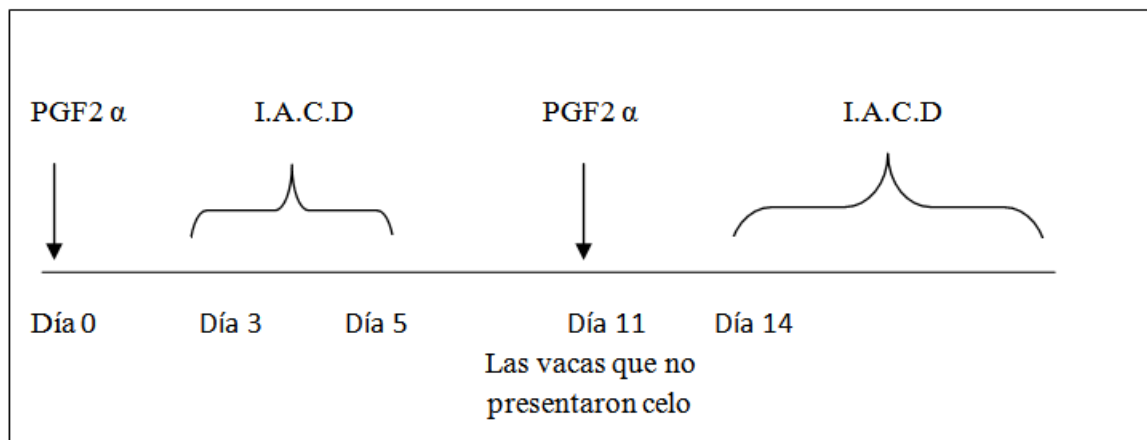 PGF2 α I.A.C.D PGF2 α I.A.C.D
Día 0 Día 3 Día 5 Día 11 Día 14
Las vacas que no
presentaron celo